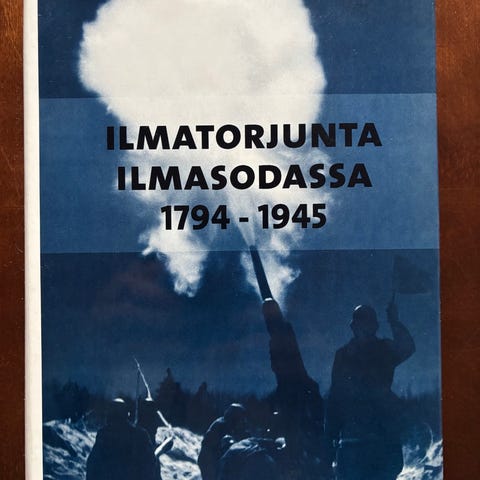 ILMATORJUNTA
ILMASODASSA
1794 - 1945